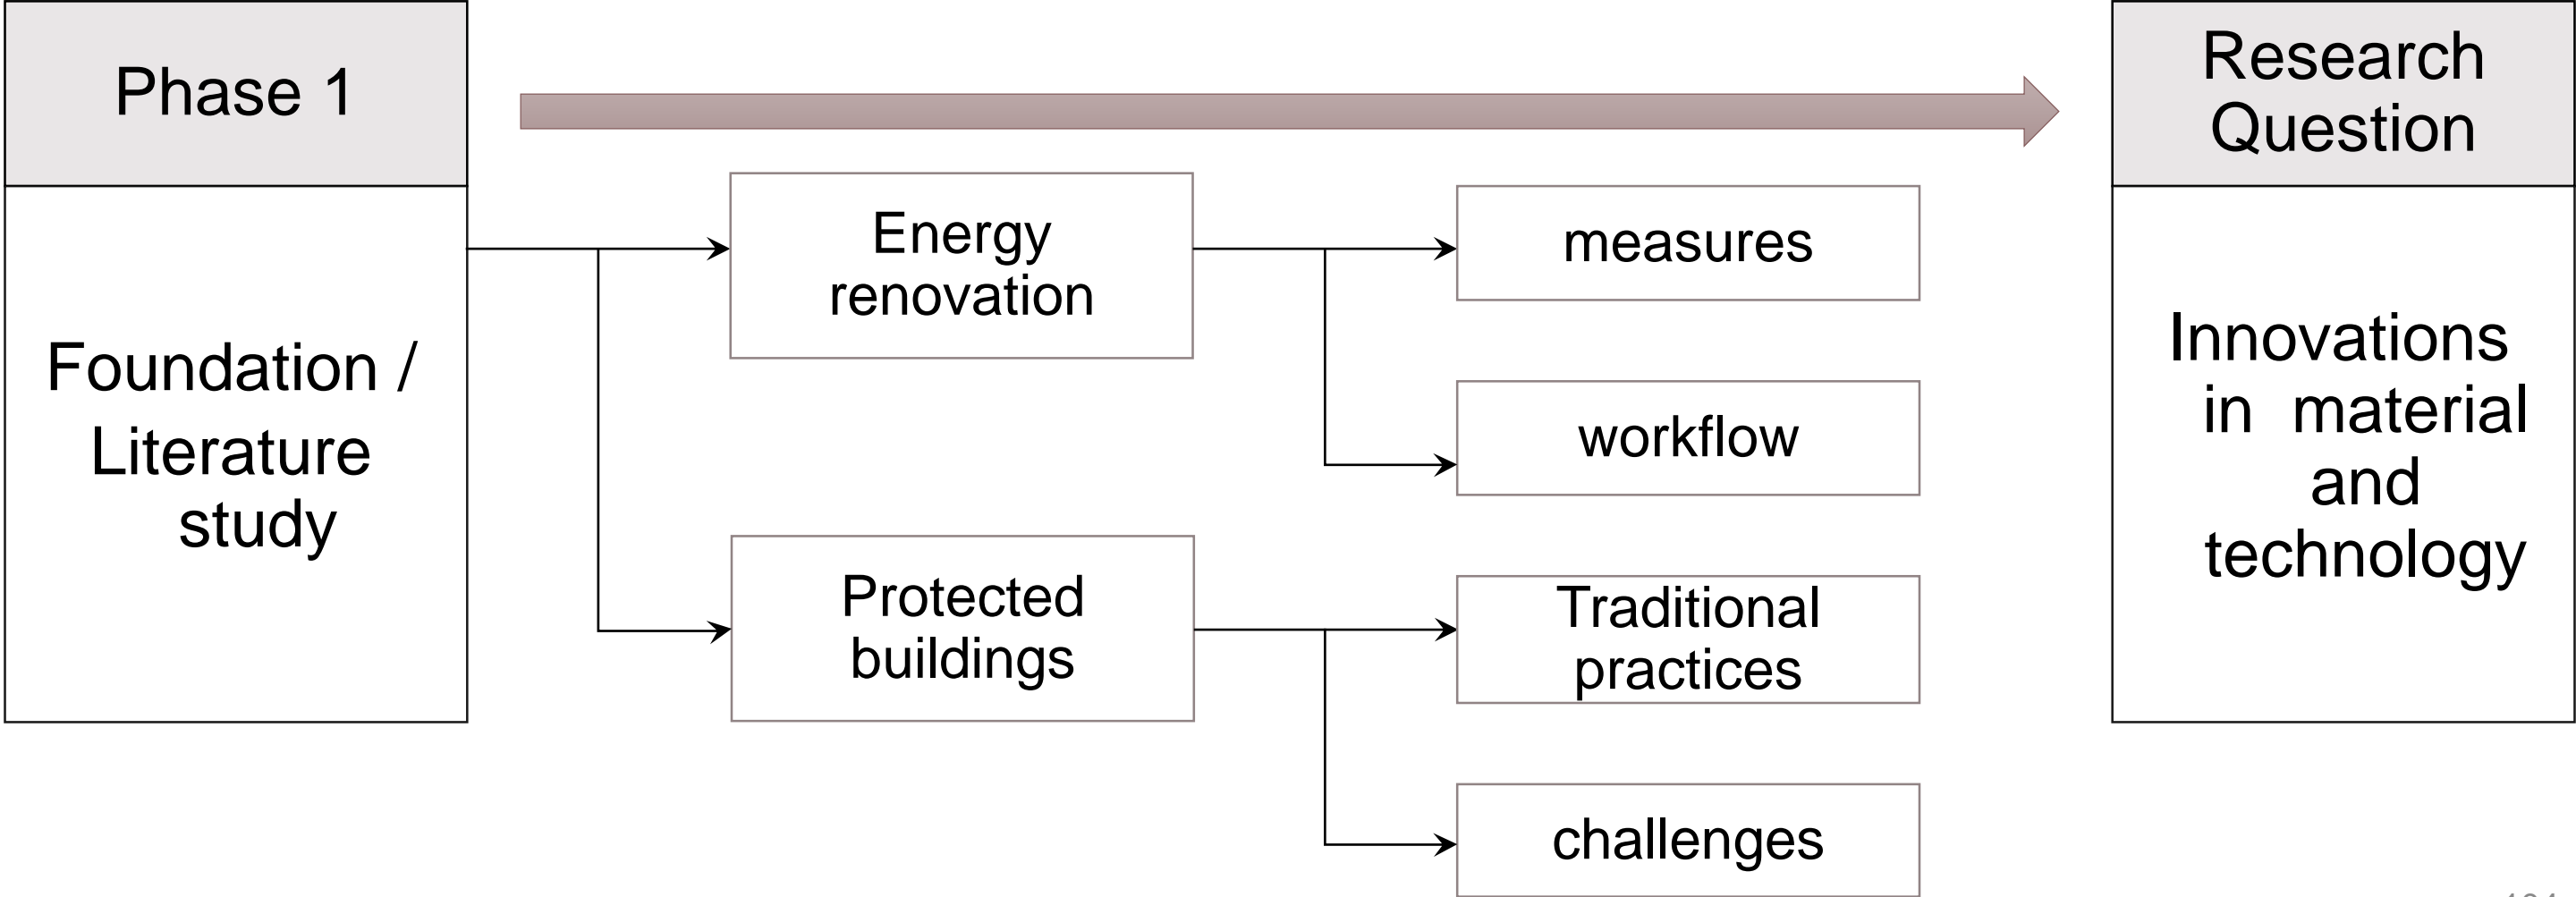 Phase 1
Foundation /
Literature
study
Energy
renovation
Protected
buildings
measures
workflow
Traditional
practices
challenges
Research
Question
Innovations
in material
and
technology